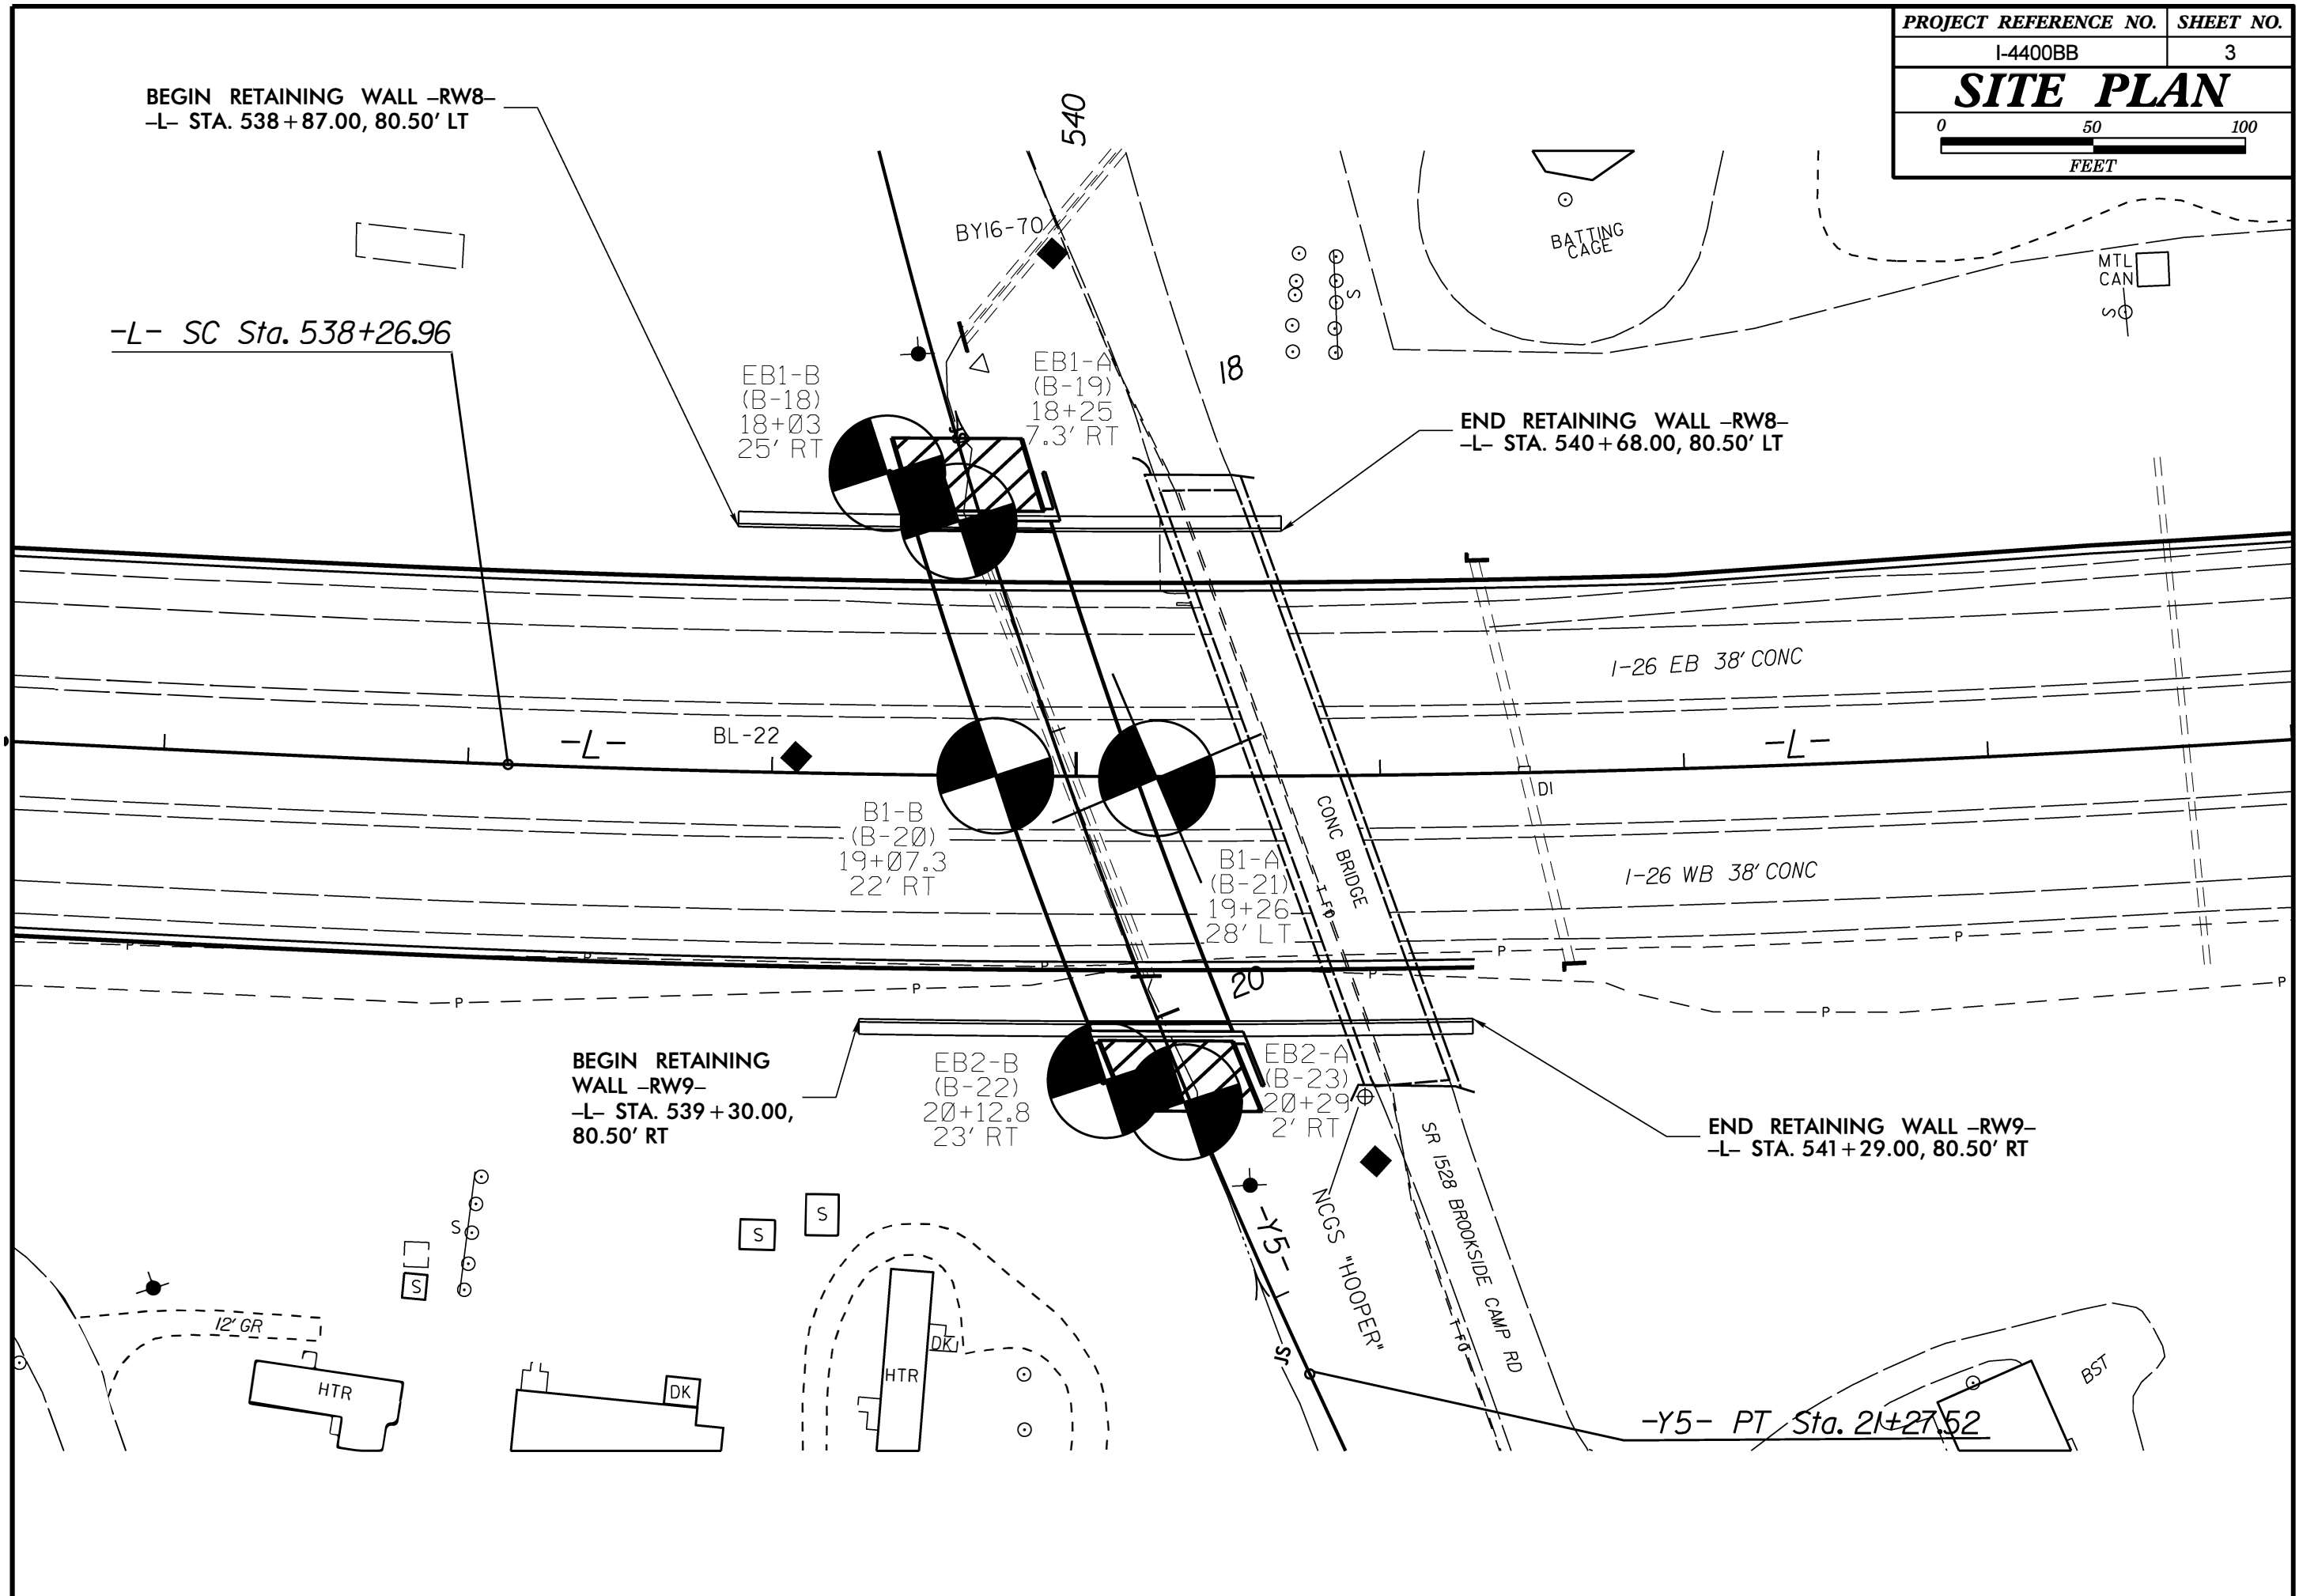 PROJECT REFERENCE NO. SHEET NO.
I-4400BB 3
SITE PLAN
0 50 100
FEET
BEGIN RETAINING WALL –RW8–
–L– STA. 538+87.00, 80.50' LT
540
BY16-70
BATTING
CAGE
S
MTL
CAN
S
-L- SC Sta. 538+26.96
EB1-B
(B-18)
18+03
25' RT
EB1-A
(B-19)
18+25
7.3' RT
18
END RETAINING WALL –RW8–
–L– STA. 540+68.00, 80.50' LT
JS
I-26 EB 38' CONC
-L-
BL-22
-L-
DI
B1-B
(B-20)
19+07.3
22' RT
CONC BRIDGE
B1-A
(B-21)
19+26
28' LT
T FO
I-26 WB 38' CONC
P
P
P
P
P
P
P
P
P
P
20
BEGIN RETAINING
WALL –RW9–
–L– STA. 539+30.00,
80.50' RT
EB2-B
(B-22)
20+12.8
23' RT
EB2-A
(B-23)
20+29
2' RT
END RETAINING WALL –RW9–
–L– STA. 541+29.00, 80.50' RT
SR 1528 BROOKSIDE CAMP RD
NCGS "HOOPER"
-Y5-
S
S
S
S
12' GR
HTR
DK
HTR
DK
JS
T FO
BST
-Y5- PT Sta. 21+27.52